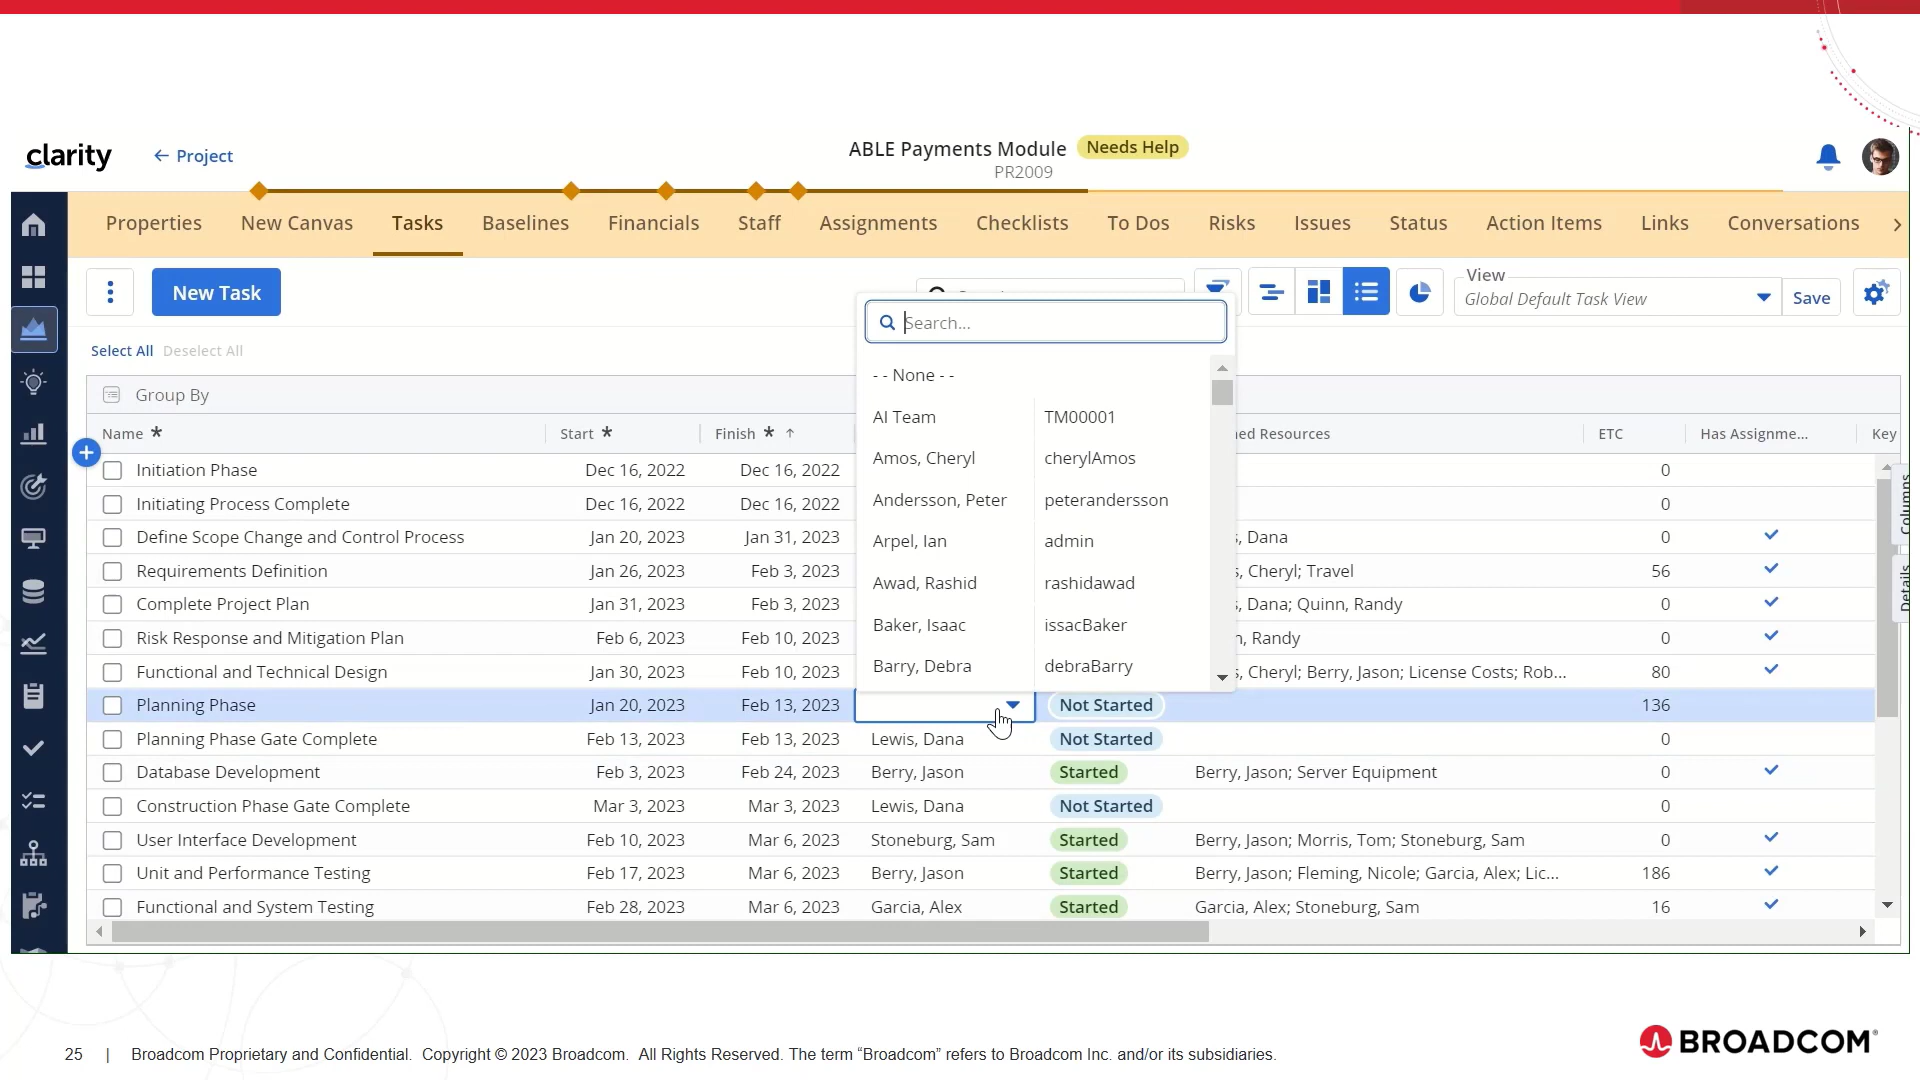 clarity
Project
ABLE Payments Module
Needs Help
PR2009
Properties New Canvas Tasks Baselines Financials Staff Assignments Checklists To Dos Risks Issues Status Action Items Links Conversations
New Task
View
Global Default Task View
Save
Search...
Select All Deselect All
- - None - -
Group By
AI Team TM00001
Name * Start * Finish * ETC Has Assignme... Key
Resources
Amos, Cheryl cherylAmos
Andersson, Peter peterandersson
Arpel, Ian admin
Awad, Rashid rashidawad
Baker, Isaac issacBaker
Barry, Debra debraBarry
Columns
Details
Initiation Phase Dec 16, 2022 Dec 16, 2022 0
Initiating Process Complete Dec 16, 2022 Dec 16, 2022 0
Define Scope Change and Control Process Jan 20, 2023 Jan 31, 2023 Dana 0
Requirements Definition Jan 26, 2023 Feb 3, 2023 Cheryl; Travel 56
Complete Project Plan Jan 31, 2023 Feb 3, 2023 Dana; Quinn, Randy 0
Risk Response and Mitigation Plan Feb 6, 2023 Feb 10, 2023 Randy 0
Functional and Technical Design Jan 30, 2023 Feb 10, 2023 Cheryl; Berry, Jason; License Costs; Rob... 80
Planning Phase Jan 20, 2023 Feb 13, 2023 Not Started 136
Planning Phase Gate Complete Feb 13, 2023 Feb 13, 2023 Lewis, Dana Not Started 0
Database Development Feb 3, 2023 Feb 24, 2023 Berry, Jason Started Berry, Jason; Server Equipment 0
Construction Phase Gate Complete Mar 3, 2023 Mar 3, 2023 Lewis, Dana Not Started 0
User Interface Development Feb 10, 2023 Mar 6, 2023 Stoneburg, Sam Started Berry, Jason; Morris, Tom; Stoneburg, Sam 0
Unit and Performance Testing Feb 17, 2023 Mar 6, 2023 Berry, Jason Started Berry, Jason; Fleming, Nicole; Garcia, Alex; Lic... 186
Functional and System Testing Feb 28, 2023 Mar 6, 2023 Garcia, Alex Started Garcia, Alex; Stoneburg, Sam 16
25 | Broadcom Proprietary and Confidential. Copyright © 2023 Broadcom. All Rights Reserved. The term “Broadcom” refers to Broadcom Inc. and/or its subsidiaries.
BROADCOM®